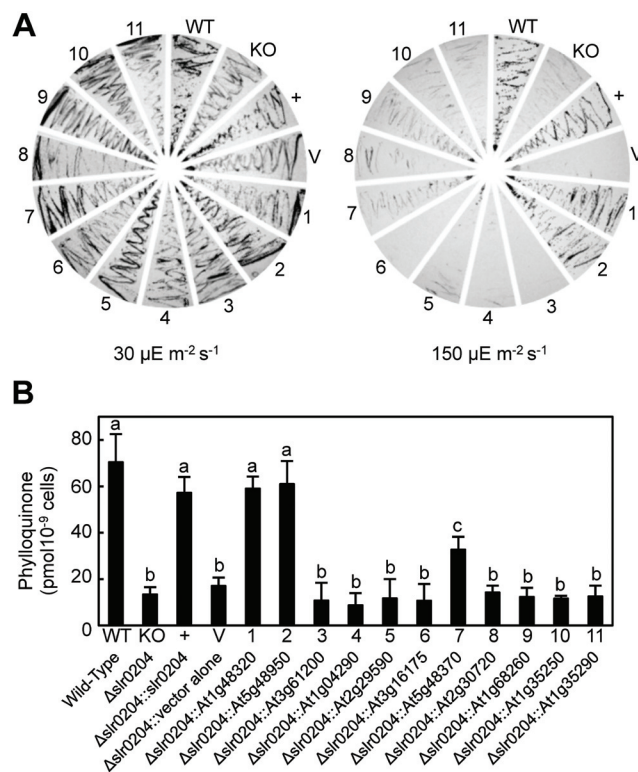 A
WT
KO
+
V
1
2
3
4
5
6
7
8
9
10
11
30 µE m-2 s-1
WT
KO
+
V
1
2
3
4
5
6
7
8
9
10
11
150 µE m-2 s-1
B
Phylloquinone
(pmol10-9 cells)
80
60
40
20
0
a
b
a
b
a
a
b
b
b
b
c
b
b
b
b
WT KO + V 1 2 3 4 5 6 7 8 9 10 11
Wild-Type
Δslr0204
Δslr0204::slr0204
Δslr0204::vector alone
Δslr0204::At1g48320
Δslr0204::At5g48950
Δslr0204::At3g61200
Δslr0204::At1g04290
Δslr0204::At2g29590
Δslr0204::At3g16175
Δslr0204::At5g48370
Δslr0204::At2g30720
Δslr0204::At1g68260
Δslr0204::At1g35250
Δslr0204::At1g35290